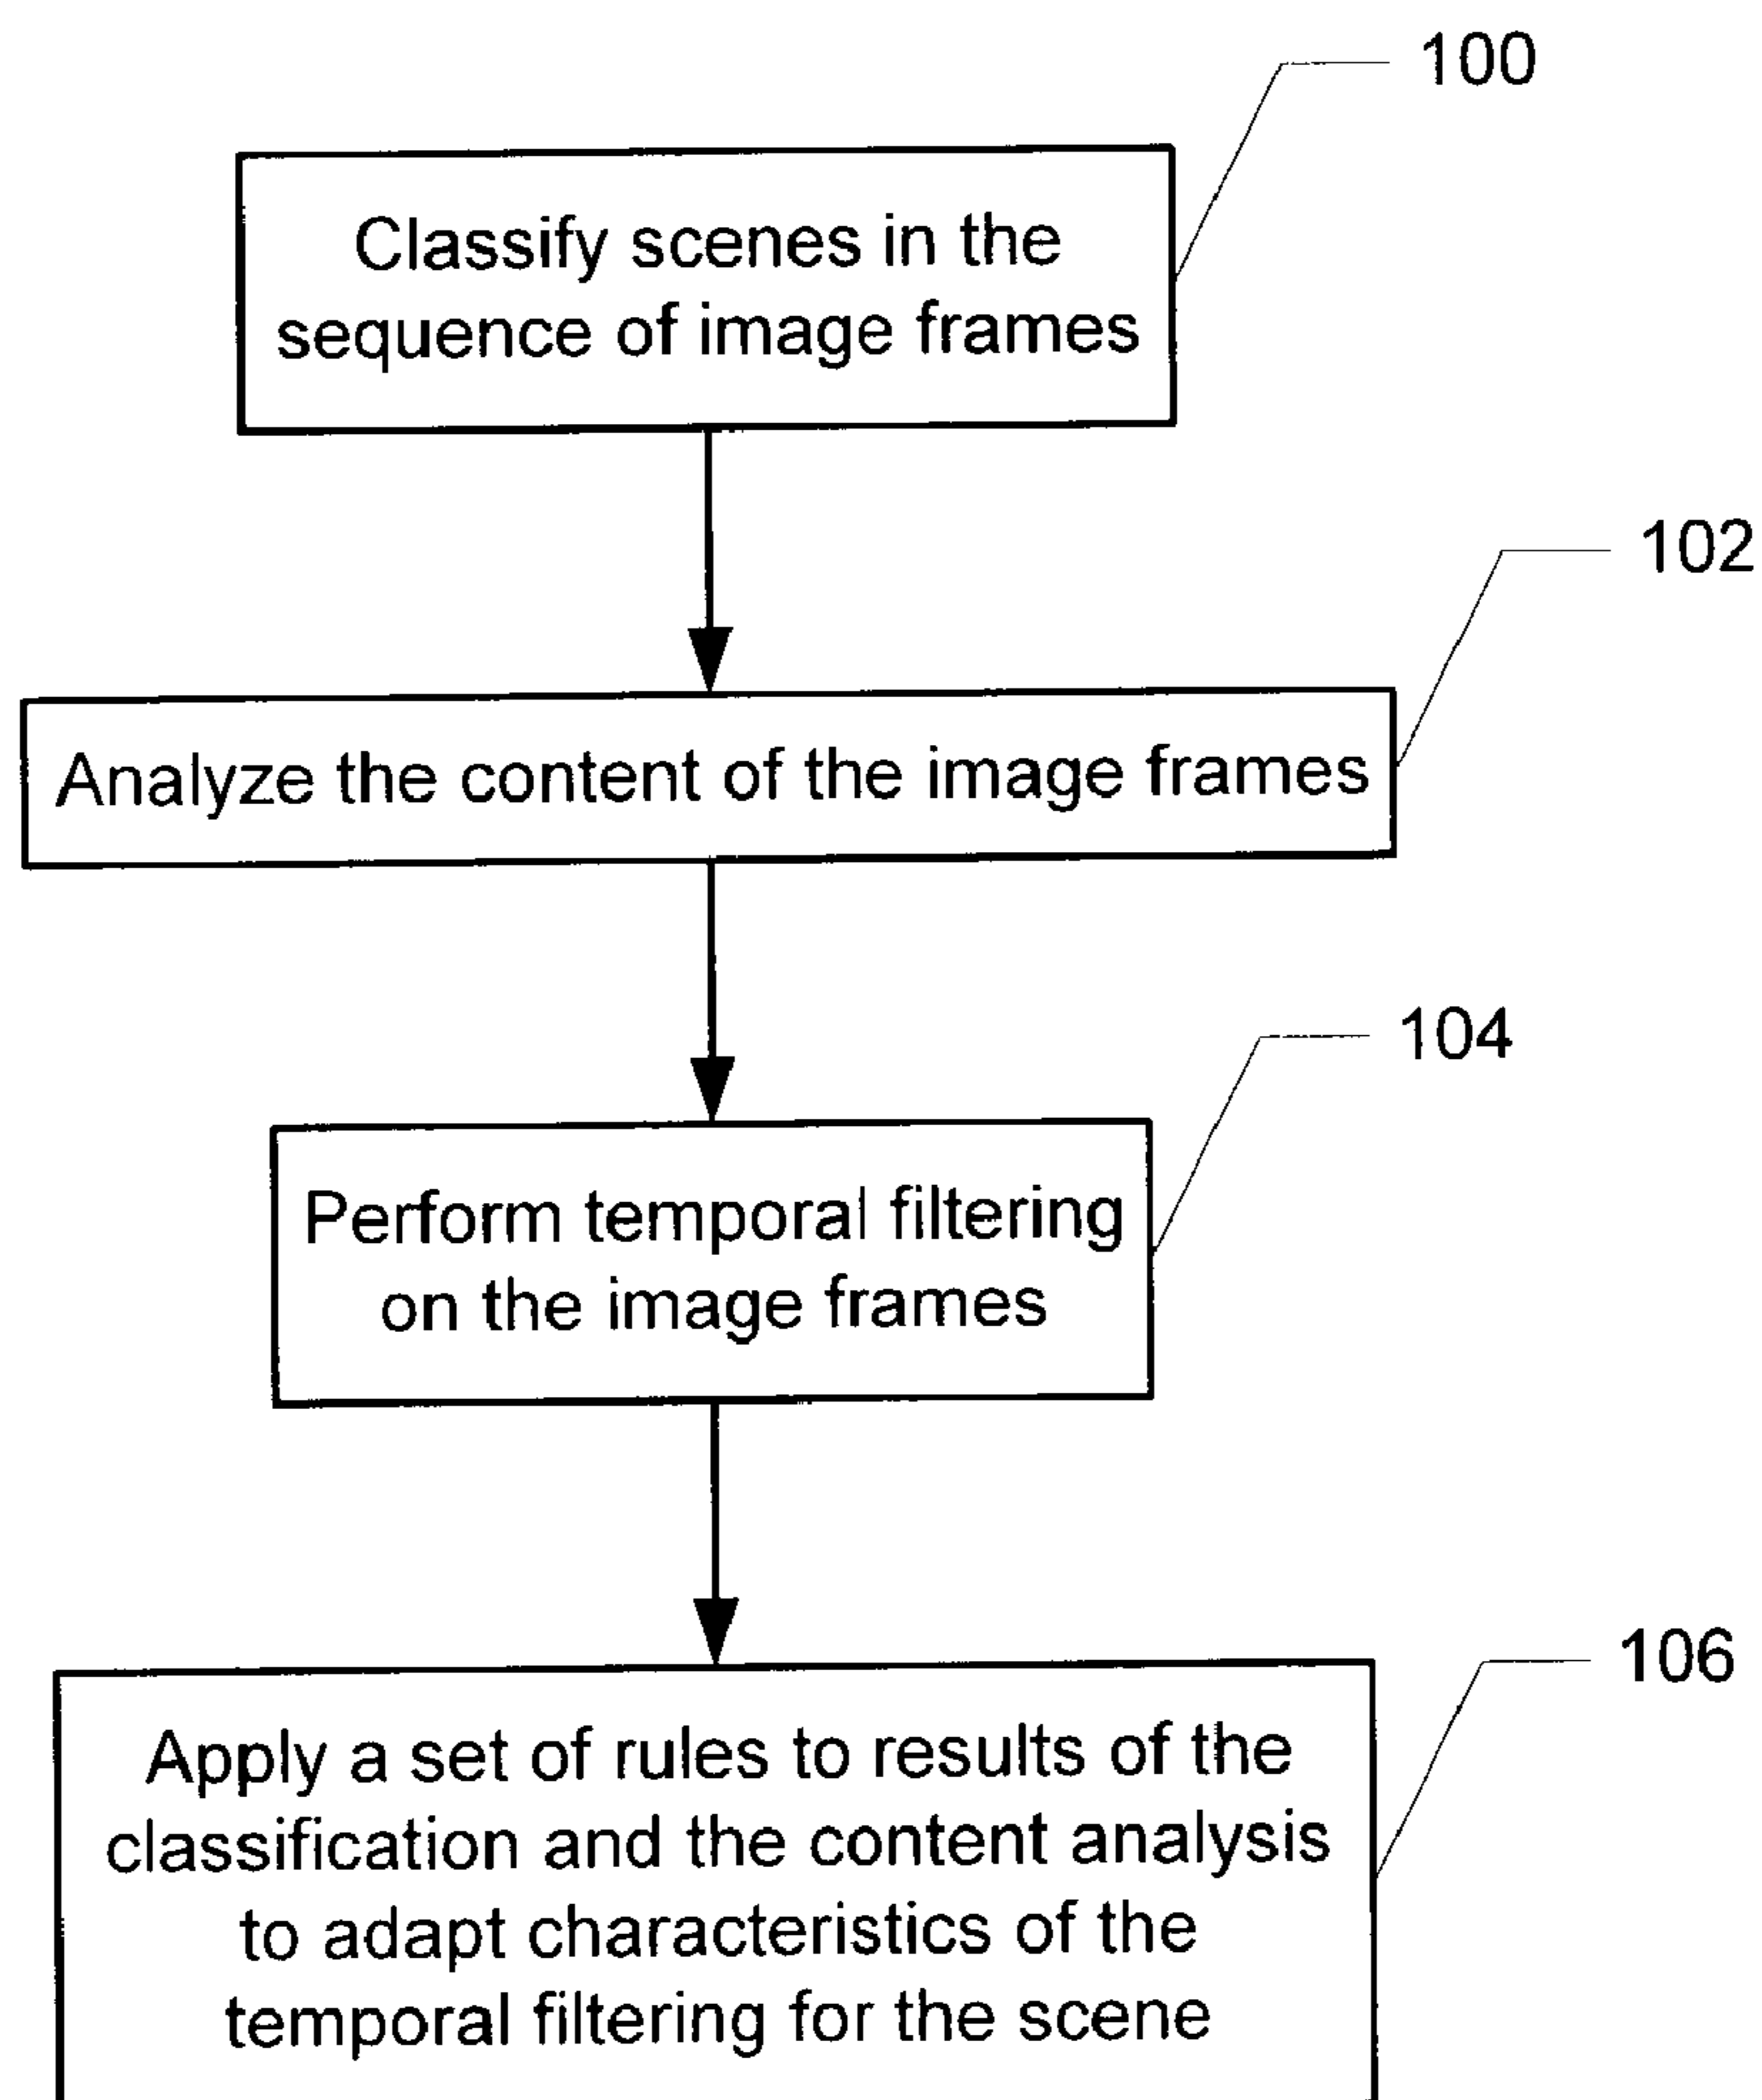 100
Classify scenes in the
sequence of image frames
102
Analyze the content of the image frames
104
Perform temporal filtering
on the image frames
106
Apply a set of rules to results of the
classification and the content analysis
to adapt characteristics of the
temporal filtering for the scene